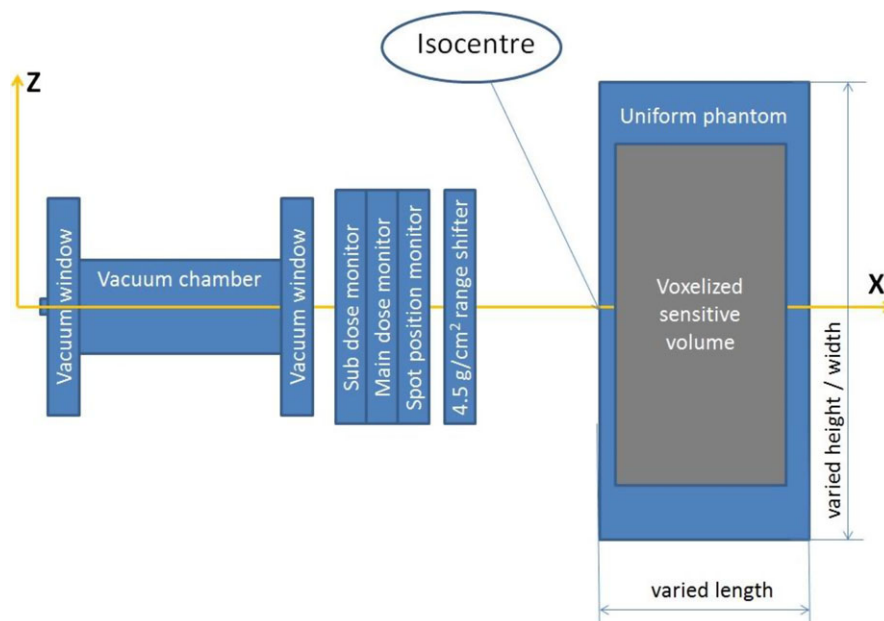 Isocentre
Z
Uniform phantom
Vacuum window
Vacuum chamber
Vacuum window
Sub dose monitor
Main dose monitor
Spot position monitor
4.5 g/cm² range shifter
Voxelized
sensitive
volume
X
varied height / width
varied length